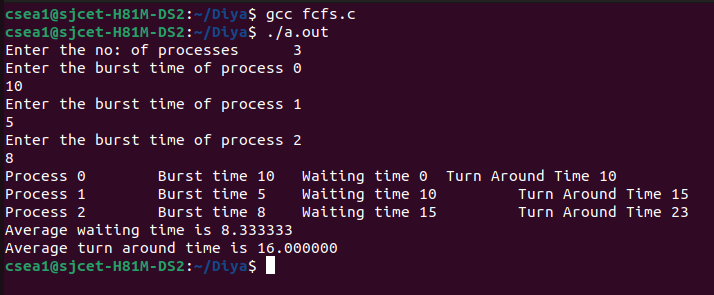 csea1@sjcet-H81M-DS2:~/Diya$ gcc fcfs.c
csea1@sjcet-H81M-DS2:~/Diya$ ./a.out
Enter the no: of processes      3
Enter the burst time of process 0
10
Enter the burst time of process 1
5
Enter the burst time of process 2
8
Process 0       Burst time 10   Waiting time 0  Turn Around Time 10
Process 1       Burst time 5    Waiting time 10         Turn Around Time 15
Process 2       Burst time 8    Waiting time 15         Turn Around Time 23
Average waiting time is 8.333333
Average turn around time is 16.000000
csea1@sjcet-H81M-DS2:~/Diya$